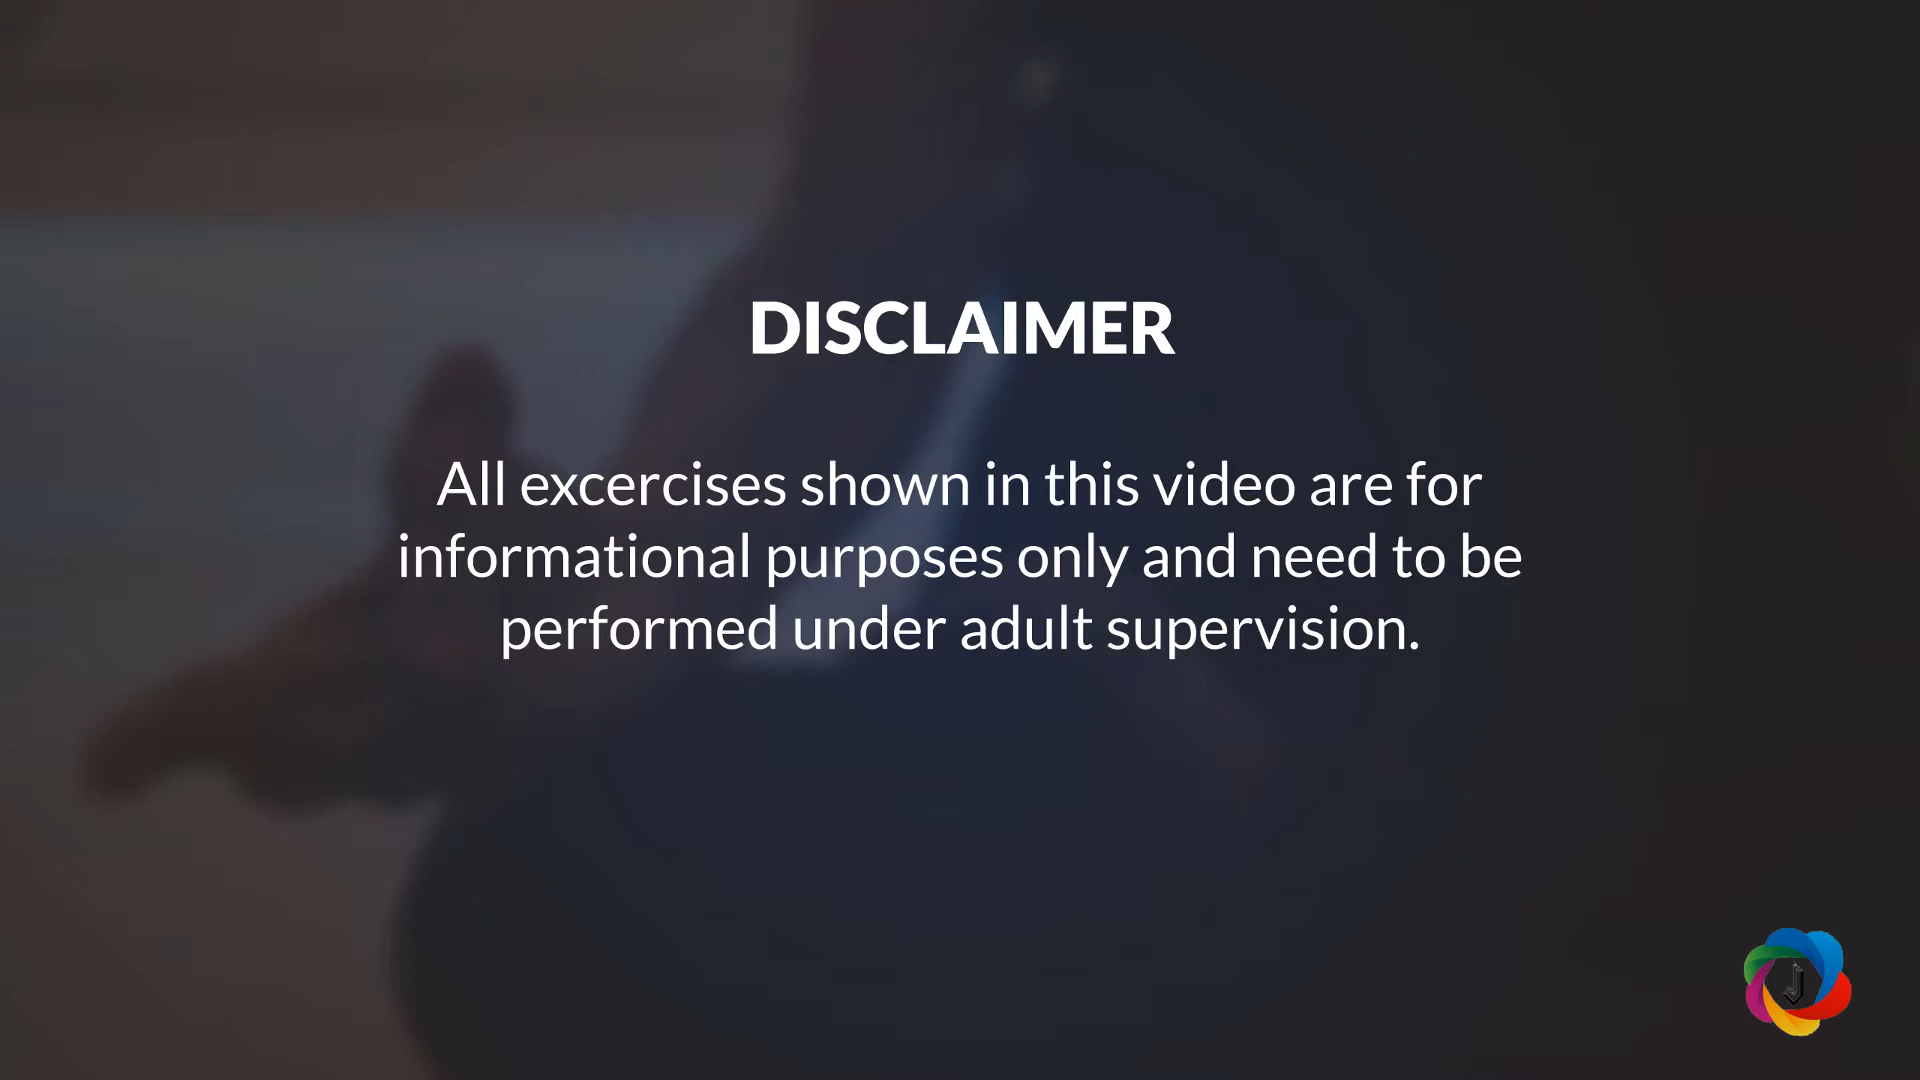 DISCLAIMER
All excercises shown in this video are for
informational purposes only and need to be
performed under adult supervision.